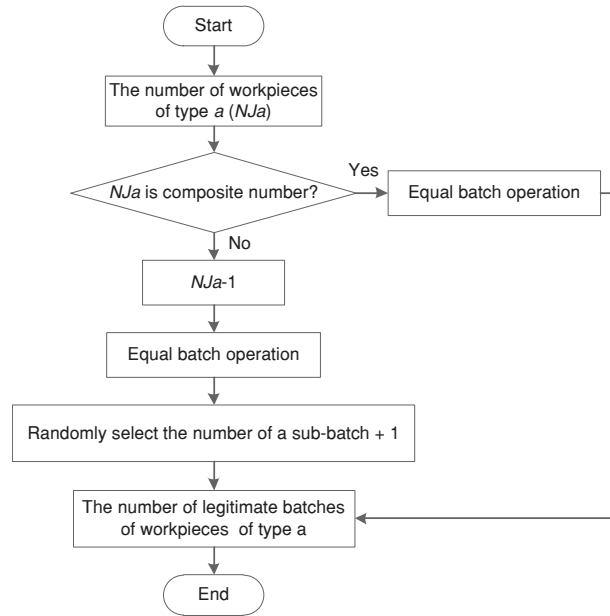 Start
The number of workpieces
of type a (NJa)
NJa is composite number?
Yes
Equal batch operation
No
NJa-1
Equal batch operation
Randomly select the number of a sub-batch + 1
The number of legitimate batches
of workpieces of type a
End